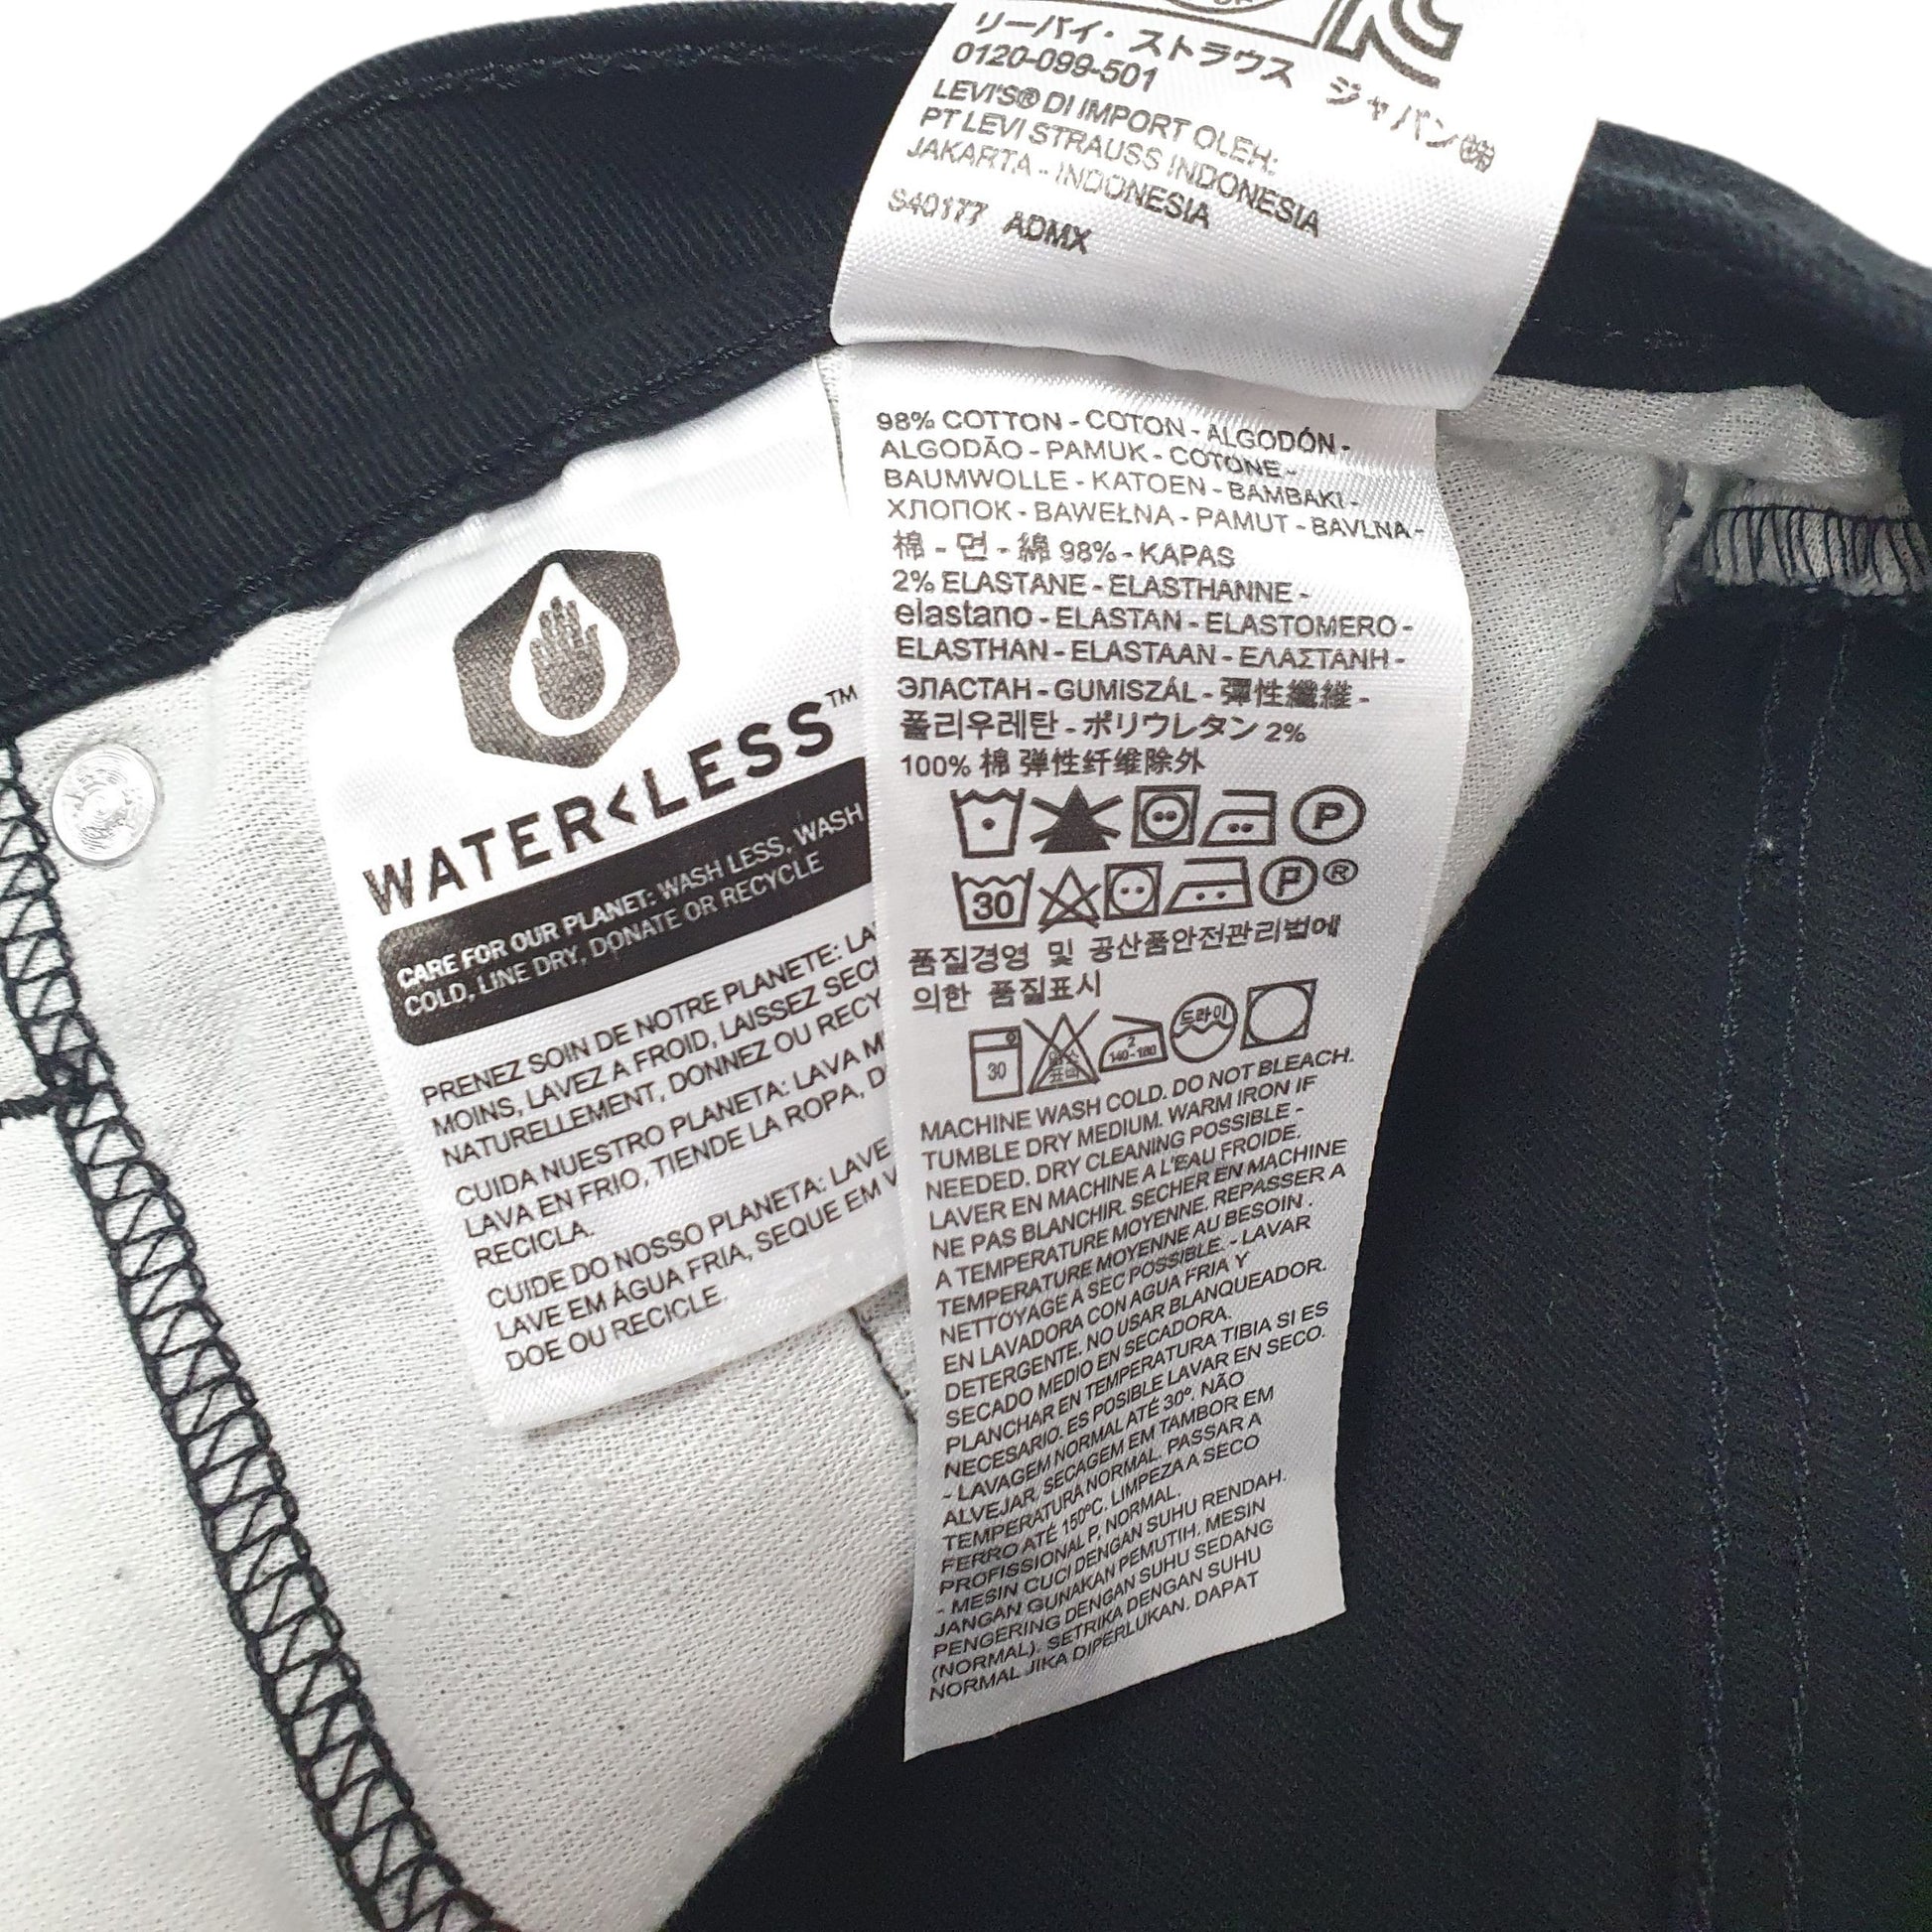 リーバイ・ストラウス ジャパン㈱
0120-099-501
LEVI'S® DI IMPORT OLEH:
PT LEVI STRAUSS INDONESIA
JAKARTA - INDONESIA
S40177 ADMX
WATER<LESS™
CARE FOR OUR PLANET: WASH LESS, WASH
COLD, LINE DRY, DONATE OR RECYCLE
PRENEZ SOIN DE NOTRE PLANETE: LA
MOINS, LAVEZ A FROID, LAISSEZ SECH
NATURELLEMENT, DONNEZ OU RECY
CUIDA NUESTRO PLANETA: LAVA M
LAVA EN FRIO, TIENDE LA ROPA, D
RECICLA.
CUIDE DO NOSSO PLANETA: LAVE
LAVE EM ÁGUA FRIA, SEQUE EM V
DOE OU RECICLE.
98% COTTON - COTON - ALGODÓN -
ALGODÃO - PAMUK - COTONE -
BAUMWOLLE - KATOEN - BAMBAKI -
ХЛОПОК - BAWEŁNA - PAMUT - BAVLNA -
棉 - 면 - 綿 98% - KAPAS
2% ELASTANE - ELASTHANNE -
elastano - ELASTAN - ELASTOMERO -
ELASTHAN - ELASTAAN - ΕΛΑΣΤΑΝΗ -
ЭЛАСТАН - GUMISZÁL - 彈性纖維 -
폴리우레탄 - ポリウレタン 2%
100% 棉 弹性纤维除外
P
30 P ®
품질경영 및 공산품안전관리법에
의한 품질표시
30 염소표백 2 140-160 드라이
MACHINE WASH COLD. DO NOT BLEACH.
TUMBLE DRY MEDIUM. WARM IRON IF
NEEDED. DRY CLEANING POSSIBLE -
LAVER EN MACHINE A L'EAU FROIDE.
NE PAS BLANCHIR. SECHER EN MACHINE
A TEMPERATURE MOYENNE. REPASSER A
TEMPERATURE MOYENNE AU BESOIN.
NETTOYAGE A SEC POSSIBLE. - LAVAR
EN LAVADORA CON AGUA FRIA Y
DETERGENTE. NO USAR BLANQUEADOR.
SECADO MEDIO EN SECADORA.
PLANCHAR EN TEMPERATURA TIBIA SI ES
NECESARIO. ES POSIBLE LAVAR EN SECO.
- LAVAGEM NORMAL ATÉ 30º. NÃO
ALVEJAR, SECAGEM EM TAMBOR EM
TEMPERATURA NORMAL. PASSAR A
FERRO ATÉ 150ºC. LIMPEZA A SECO
PROFISSIONAL P, NORMAL.
- MESIN CUCI DENGAN SUHU RENDAH.
JANGAN GUNAKAN PEMUTIH. MESIN
PENGERING DENGAN SUHU SEDANG
(NORMAL). SETRIKA DENGAN SUHU
NORMAL JIKA DIPERLUKAN. DAPAT